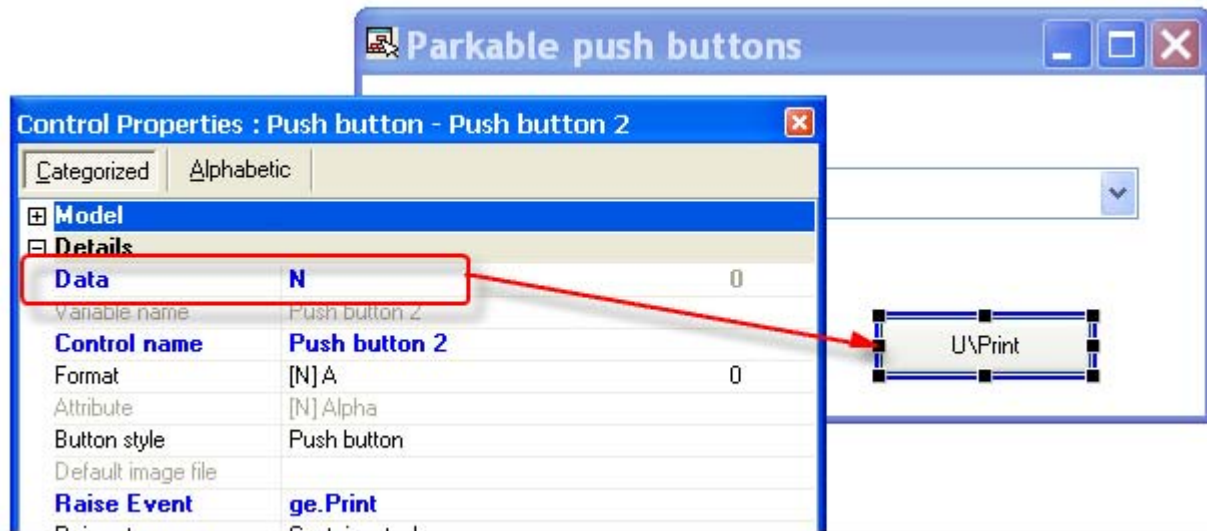 Parkable push buttons
Control Properties : Push button - Push button 2
Categorized Alphabetic
Model
Details
Data N 0
Variable name Push button 2
Control name Push button 2
U\Print
Format [N] A 0
Attribute [N] Alpha
Button style Push button
Default image file
Raise Event ge.Print